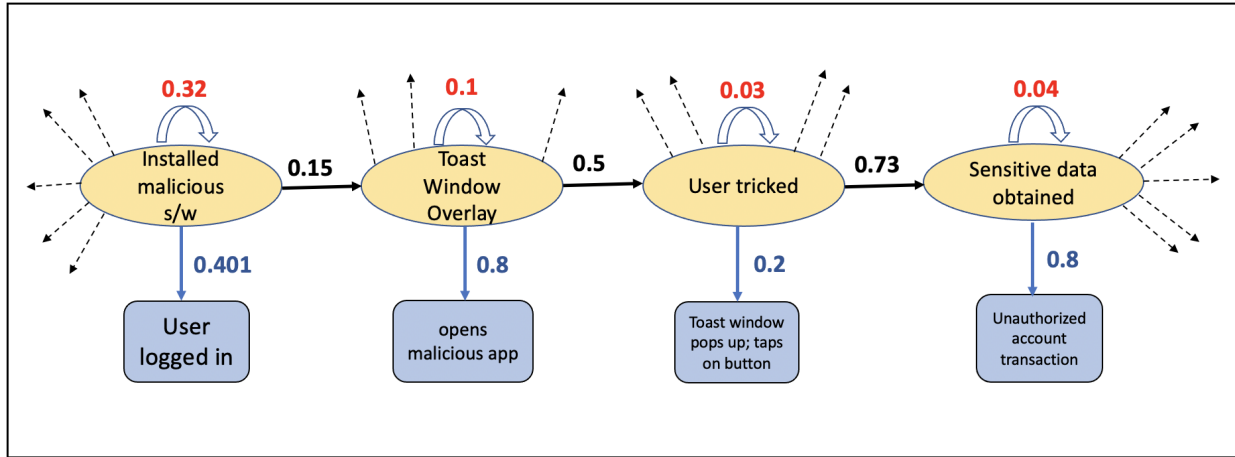 0.32
0.1
0.03
0.04
Installed
malicious
s/w
0.15
Toast
Window
Overlay
0.5
User tricked
0.73
Sensitive data
obtained
0.401
0.8
0.2
0.8
User
logged in
opens
malicious app
Toast window
pops up; taps
on button
Unauthorized
account
transaction